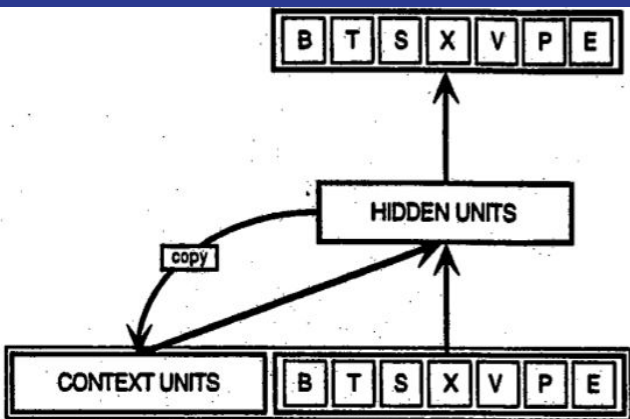 B T S X V P E
HIDDEN UNITS
copy
CONTEXT UNITS B T S X V P E